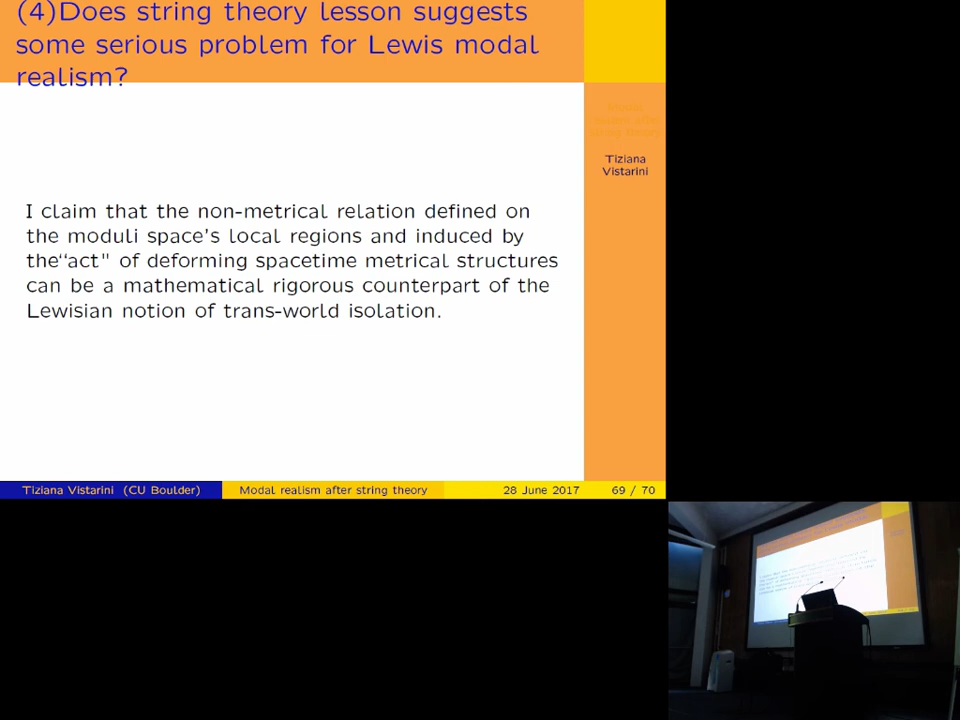 (4)Does string theory lesson suggests
some serious problem for Lewis modal
realism?
Tiziana
Vistarini
I claim that the non-metrical relation defined on
the moduli space's local regions and induced by
the“act" of deforming spacetime metrical structures
can be a mathematical rigorous counterpart of the
Lewisian notion of trans-world isolation.
Tiziana Vistarini (CU Boulder) Modal realism after string theory 28 June 2017 69 / 70